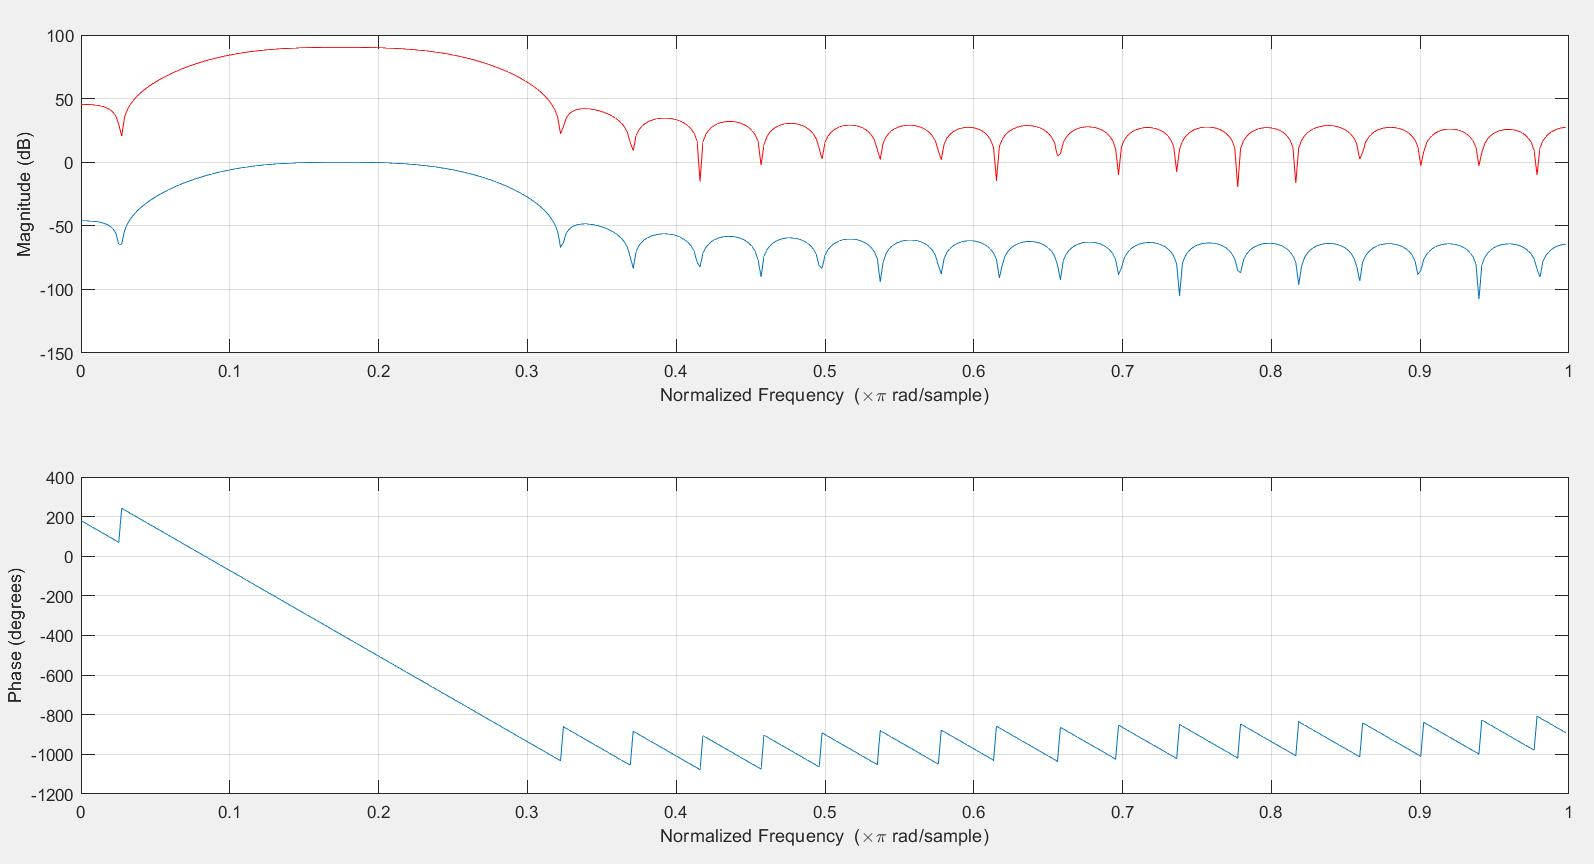 100
50
0
-50
-100
-150
Magnitude (dB)
0 0.1 0.2 0.3 0.4 0.5 0.6 0.7 0.8 0.9 1
Normalized Frequency (×π rad/sample)
400
200
0
-200
-400
-600
-800
-1000
-1200
Phase (degrees)
0 0.1 0.2 0.3 0.4 0.5 0.6 0.7 0.8 0.9 1
Normalized Frequency (×π rad/sample)